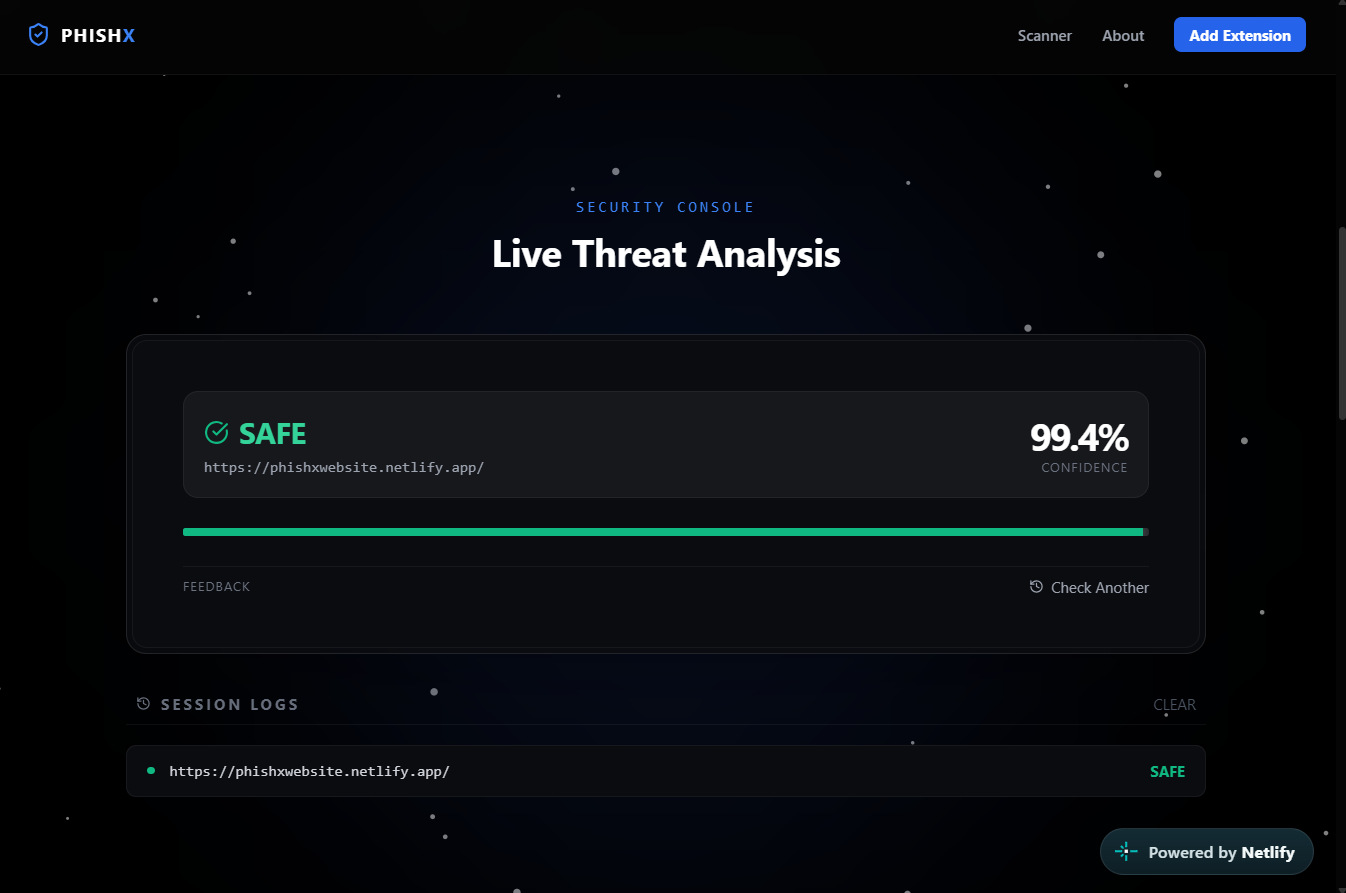 PHISHX
Scanner
About
Add Extension
SECURITY CONSOLE
Live Threat Analysis
SAFE
99.4%
https://phishxwebsite.netlify.app/
CONFIDENCE
FEEDBACK
Check Another
SESSION LOGS
CLEAR
https://phishxwebsite.netlify.app/
SAFE
Powered by Netlify